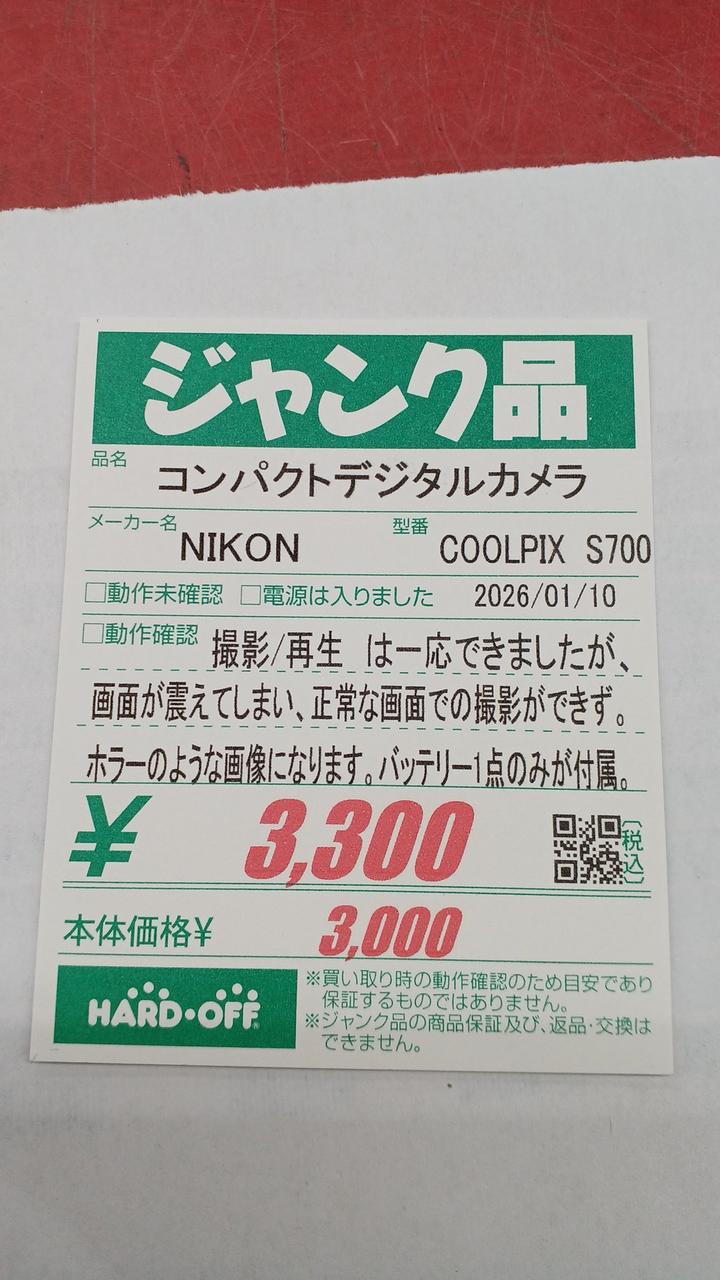 ジャンク品
品名
コンパクトデジタルカメラ
メーカー名 NIKON 型番 COOLPIX S700
□動作未確認 □電源は入りました 2026/01/10
□動作確認 撮影/再生 は一応できましたが、
画面が震えてしまい、正常な画面での撮影ができず。
ホラーのような画像になります。バッテリー1点のみが付属。
¥ 3,300 〔税込〕
本体価格¥ 3,000
HARD・OFF®
※買い取り時の動作確認のため目安であり
保証するものではありません。
※ジャンク品の商品保証及び、返品・交換は
できません。